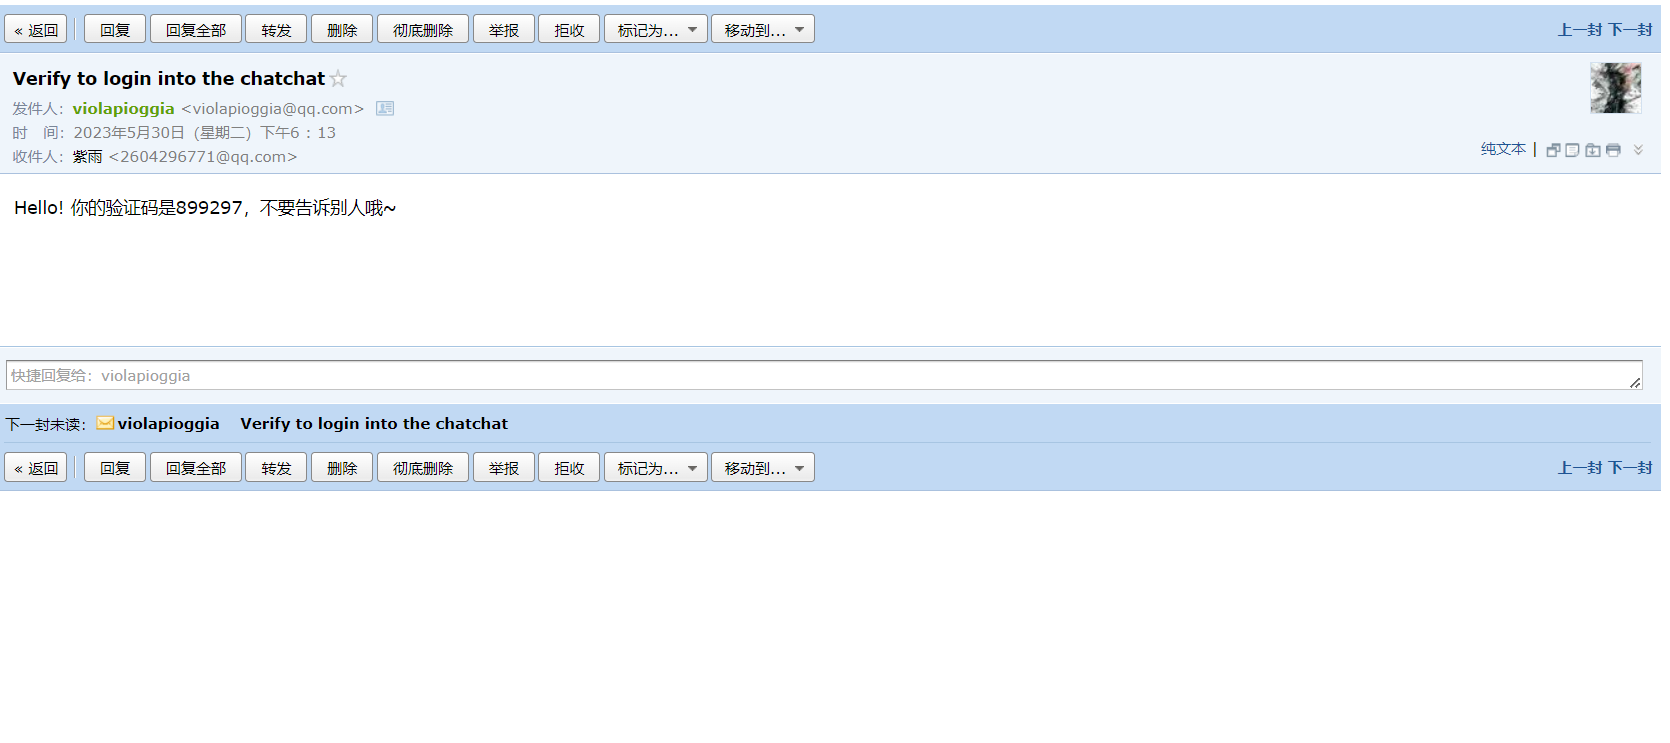 « 返回 回复 回复全部 转发 删除 彻底删除 举报 拒收 标记为... 移动到... 上一封 下一封
Verify to login into the chatchat
发件人：violapioggia <violapioggia@qq.com>
时　间：2023年5月30日（星期二）下午6：13
收件人：紫雨 <2604296771@qq.com>
纯文本 |
Hello! 你的验证码是899297，不要告诉别人哦~
快捷回复给：violapioggia
下一封未读：violapioggia Verify to login into the chatchat
« 返回 回复 回复全部 转发 删除 彻底删除 举报 拒收 标记为... 移动到... 上一封 下一封